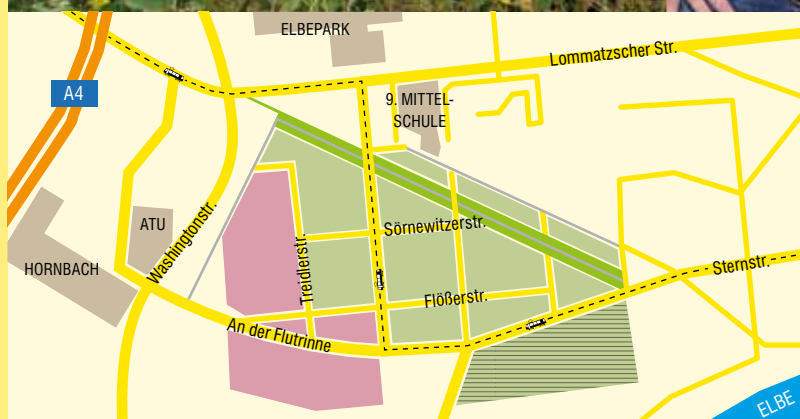 ELBEPARK
Lommatzscher Str.
A4
9. MITTEL-
SCHULE
ATU
Washingtonstr.
HORNBACH
Treidlerstr.
Sörnewitzerstr.
Flößerstr.
Sternstr.
An der Flutrinne
ELBE